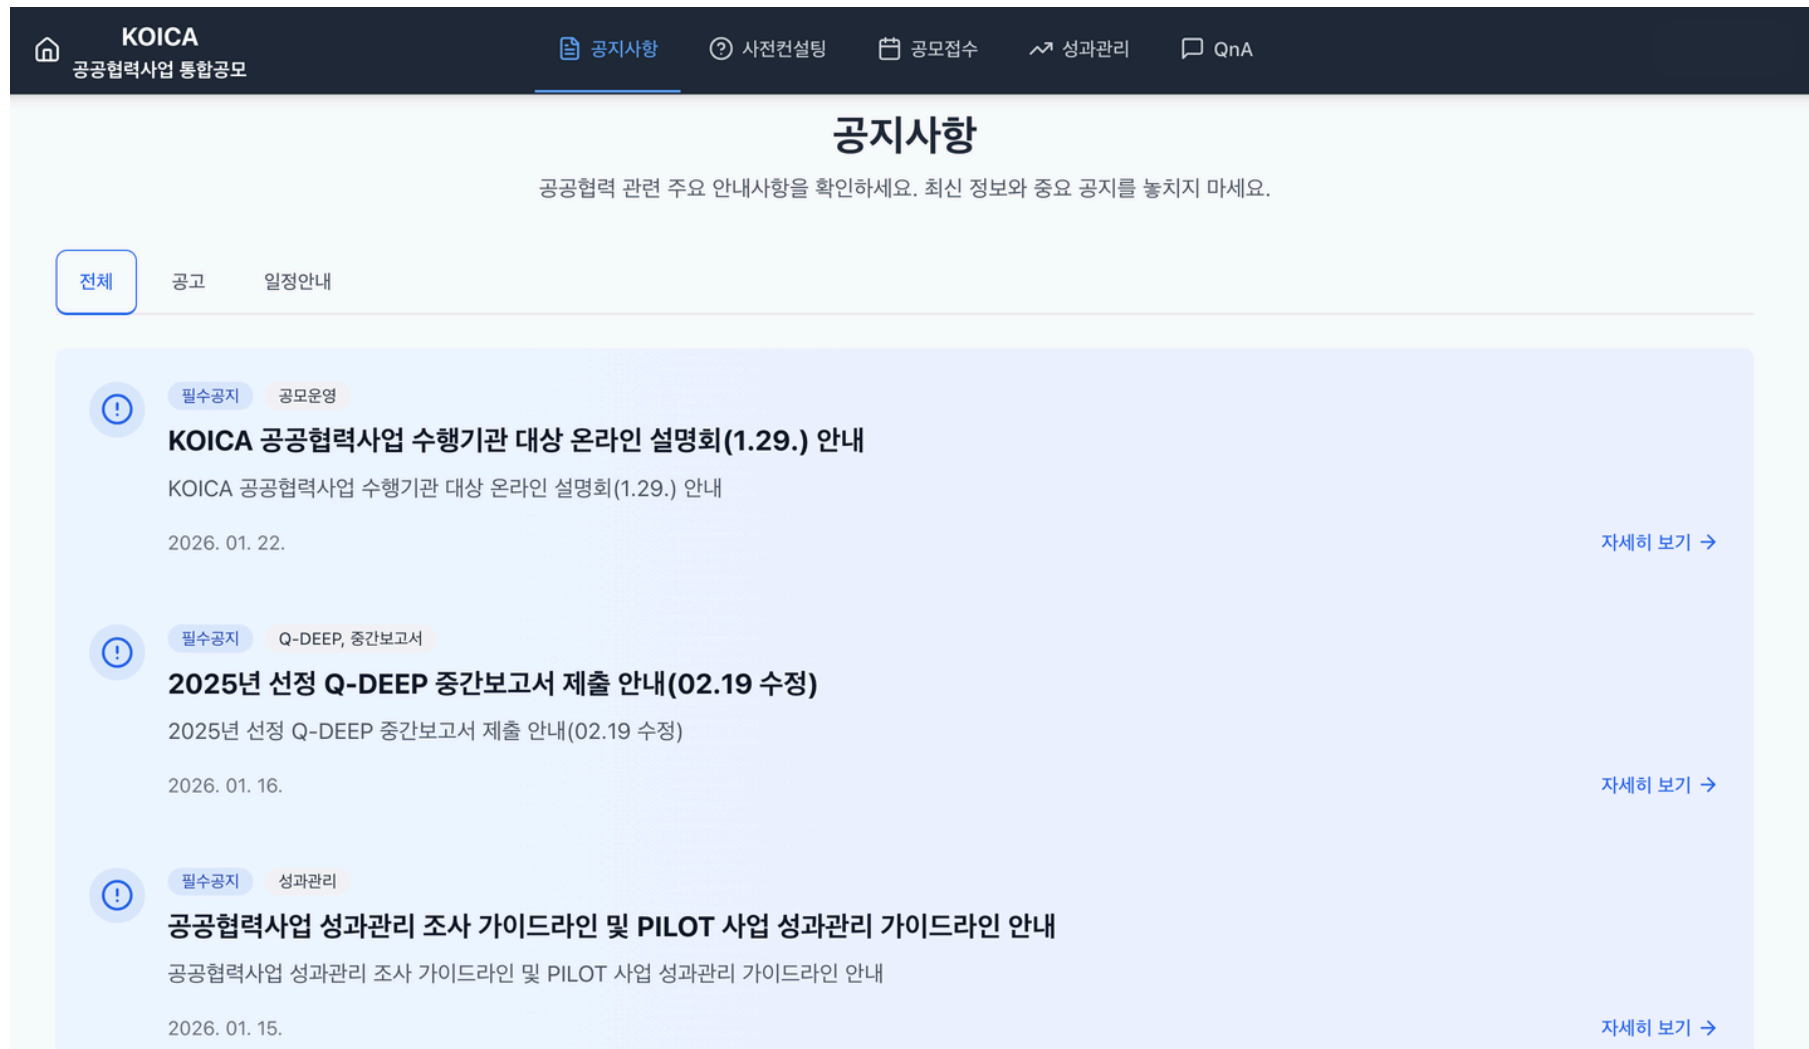 KOICA
공공협력사업 통합공모
공지사항
사전컨설팅
공모접수
성과관리
QnA
공지사항
공공협력 관련 주요 안내사항을 확인하세요. 최신 정보와 중요 공지를 놓치지 마세요.
전체
공고
일정안내
필수공지
공모운영
KOICA 공공협력사업 수행기관 대상 온라인 설명회(1.29.) 안내
KOICA 공공협력사업 수행기관 대상 온라인 설명회(1.29.) 안내
2026. 01. 22.
자세히 보기 →
필수공지
Q-DEEP, 중간보고서
2025년 선정 Q-DEEP 중간보고서 제출 안내(02.19 수정)
2025년 선정 Q-DEEP 중간보고서 제출 안내(02.19 수정)
2026. 01. 16.
자세히 보기 →
필수공지
성과관리
공공협력사업 성과관리 조사 가이드라인 및 PILOT 사업 성과관리 가이드라인 안내
공공협력사업 성과관리 조사 가이드라인 및 PILOT 사업 성과관리 가이드라인 안내
2026. 01. 15.
자세히 보기 →